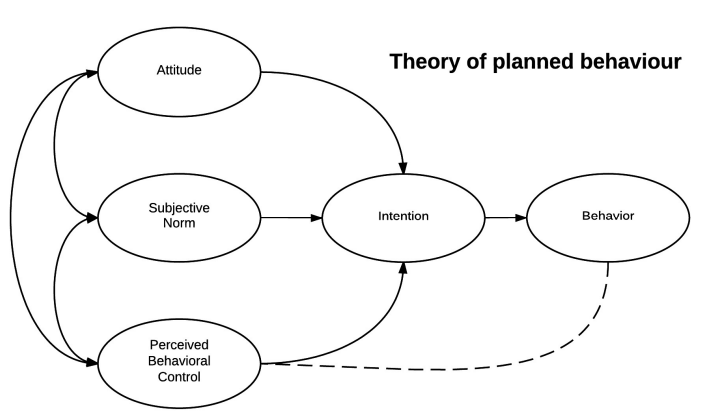 Theory of planned behaviour
Attitude
Subjective
Norm
Intention
Behavior
Perceived
Behavioral
Control